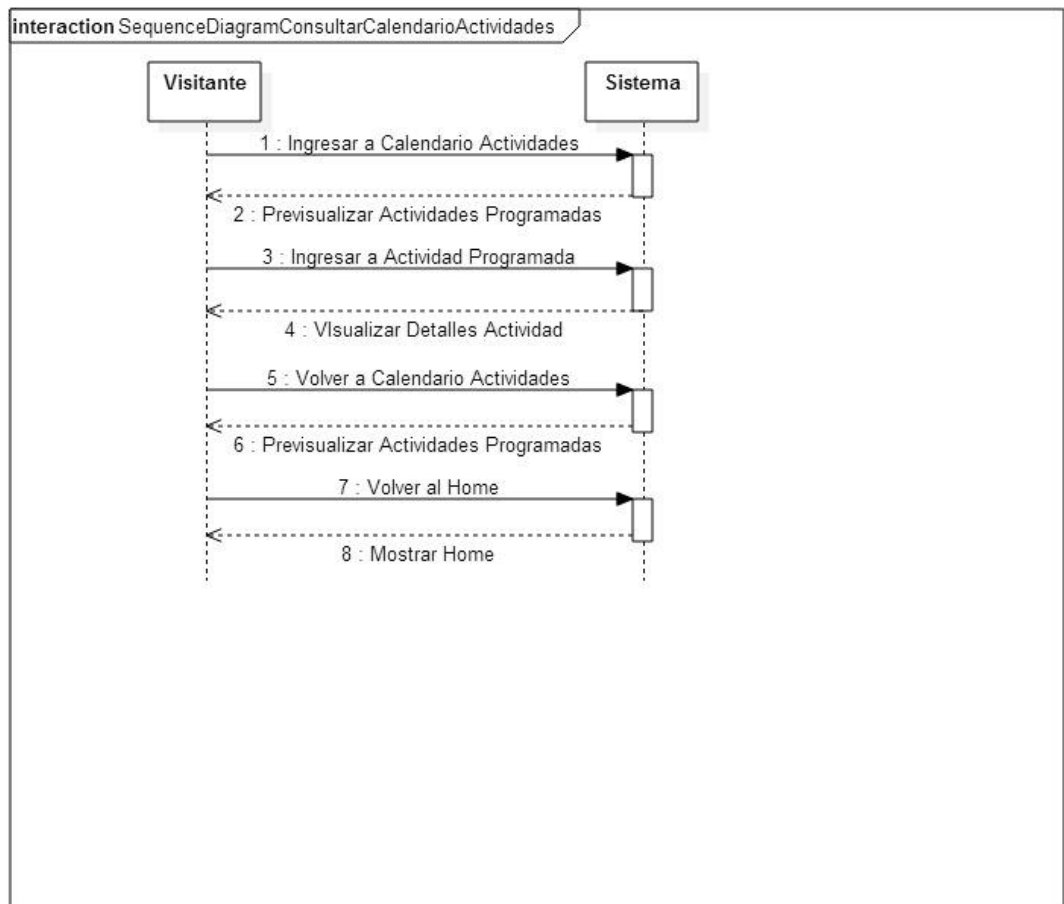 interaction SequenceDiagramConsultarCalendarioActividades
Visitante
Sistema
1 : Ingresar a Calendario Actividades
2 : Previsualizar Actividades Programadas
3 : Ingresar a Actividad Programada
4 : VIsualizar Detalles Actividad
5 : Volver a Calendario Actividades
6 : Previsualizar Actividades Programadas
7 : Volver al Home
8 : Mostrar Home